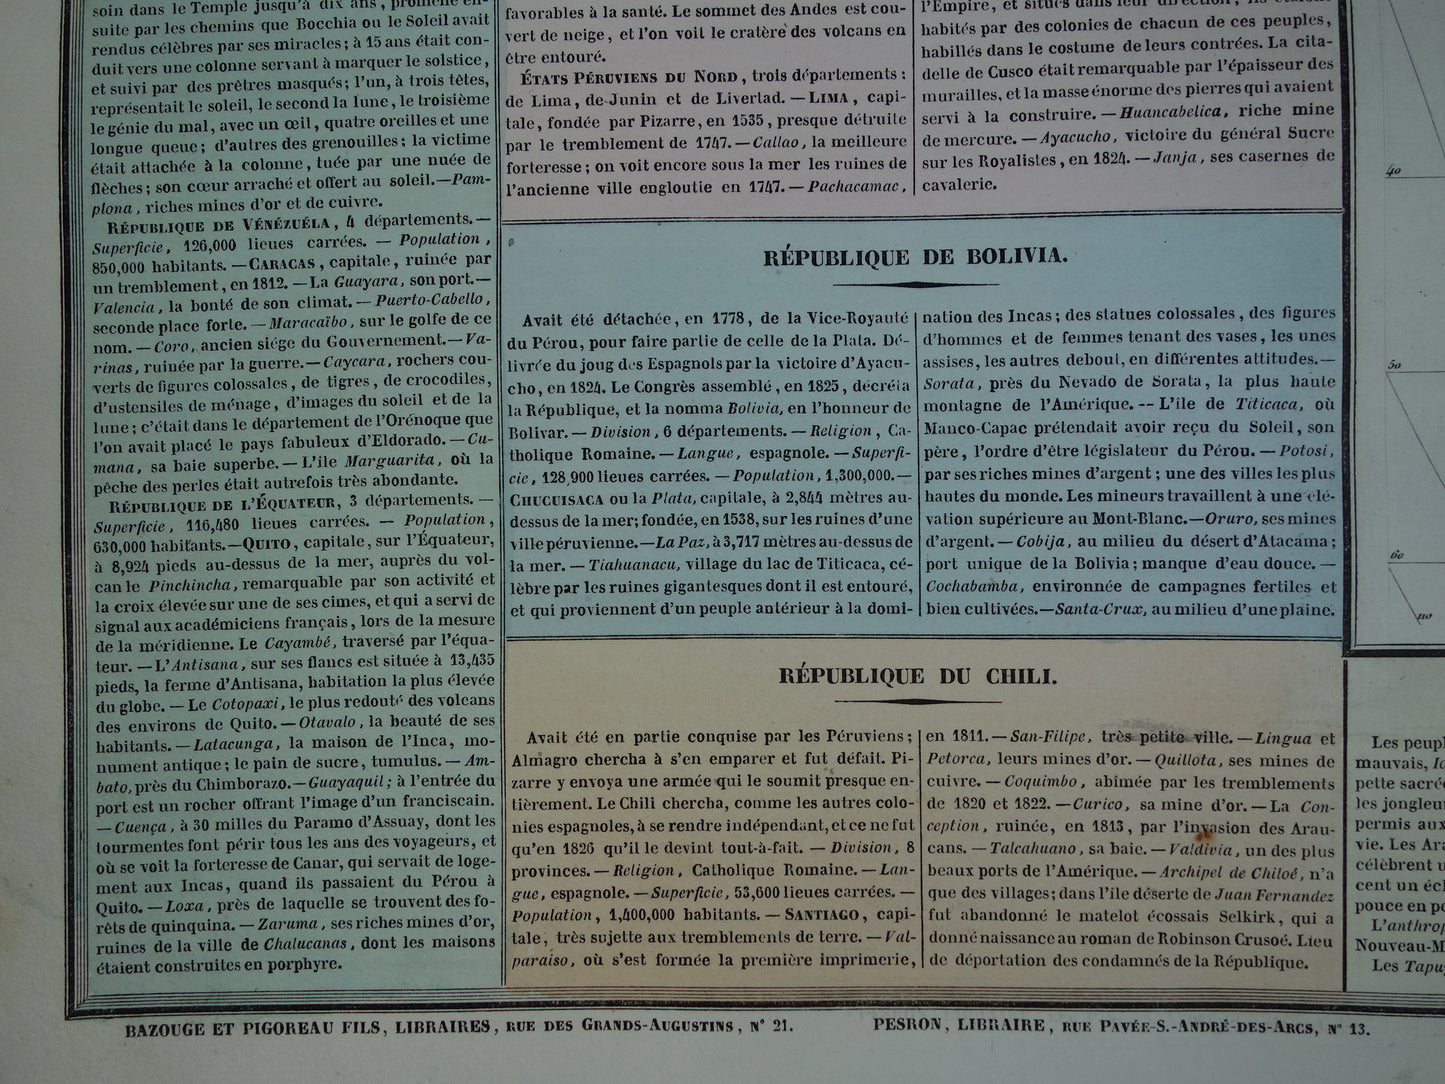 soin dans le Temple jusqu'à dix ans, promené en-
suite par les chemins que Bocchia ou le Soleil avait
rendus célèbres par ses miracles; à 15 ans était con-
duit vers une colonne servant à marquer le solstice,
et suivi par des prêtres masqués; l'un, à trois têtes,
représentait le soleil, le second la lune, le troisième
le génie du mal, avec un œil, quatre oreilles et une
longue queue; d'autres des grenouilles; la victime
était attachée à la colonne, tuée par une nuée de
flèches; son cœur arraché et offert au soleil.—Pam-
plona, riches mines d'or et de cuivre.
RÉPUBLIQUE DE VÉNÉZUÉLA, 4 départements.—
Superficie, 126,000 lieues carrées. — Population,
850,000 habitants. — CARACAS, capitale, ruinée par
un tremblement, en 1812. — La Guayara, son port.—
Valencia, la bonté de son climat. — Puerto-Cabello,
seconde place forte. — Maracaïbo, sur le golfe de ce
nom. — Coro, ancien siége du Gouvernement. — Va-
rinas, ruinée par la guerre. — Caycara, rochers cou-
verts de figures colossales, de tigres, de crocodiles,
d'ustensiles de ménage, d'images du soleil et de la
lune; c'était dans le département de l'Orénoque que
l'on avait placé le pays fabuleux d'Eldorado. — Cu-
mana, sa baie superbe. — L'île Marguarita, où la
pêche des perles était autrefois très abondante.
RÉPUBLIQUE DE L'ÉQUATEUR, 3 départements. —
Superficie, 116,480 lieues carrées. — Population,
630,000 habitants.—QUITO, capitale, sur l'Équateur,
à 8,924 pieds au-dessus de la mer, auprès du vol-
can le Pinchincha, remarquable par son activité et
la croix élevée sur une de ses cimes, et qui a servi de
signal aux académiciens français, lors de la mesure
de la méridienne. Le Cayambé, traversé par l'équa-
teur. — L'Antisana, sur ses flancs est située à 13,435
pieds, la ferme d'Antisana, habitation la plus élevée
du globe. — Le Cotopaxi, le plus redouté des volcans
des environs de Quito. — Otavalo, la beauté de ses
habitants. — Latacunga, la maison de l'Inca, mo-
nument antique; le pain de sucre, tumulus. — Am-
bato, près du Chimborazo.—Guayaquil; à l'entrée du
port est un rocher offrant l'image d'un franciscain.
— Cuença, à 30 milles du Paramo d'Assuay, dont les
tourmentes font périr tous les ans des voyageurs, et
où se voit la forteresse de Canar, qui servait de loge-
ment aux Incas, quand ils passaient du Pérou à
Quito. — Loxa, près de laquelle se trouvent des fo-
rêts de quinquina. — Zaruma, ses riches mines d'or,
ruines de la ville de Chalucanas, dont les maisons
étaient construites en porphyre.
favorables à la santé. Le sommet des Andes est cou-
vert de neige, et l'on voit le cratère des volcans en
être entouré.
ÉTATS PÉRUVIENS DU NORD, trois départements:
de Lima, de Junin et de Livertad. — LIMA, capi-
tale, fondée par Pizarre, en 1535, presque détruite
par le tremblement de 1747. — Callao, la meilleure
forteresse; on voit encore sous la mer les ruines de
l'ancienne ville engloutie en 1747. — Pachacamac,
l'Empire, et situés dans leur direction, ils étaient
habités par des colonies de chacun de ces peuples,
habillés dans le costume de leurs contrées. La cita-
delle de Cusco était remarquable par l'épaisseur des
murailles, et la masse énorme des pierres qui avaient
servi à la construire. — Huancabelica, riche mine
de mercure. — Ayacucho, victoire du général Sucre
sur les Royalistes, en 1824. — Janja, ses casernes de
cavalerie.
RÉPUBLIQUE DE BOLIVIA.
Avait été détachée, en 1778, de la Vice-Royauté
du Pérou, pour faire partie de celle de la Plata. Dé-
livrée du joug des Espagnols par la victoire d'Ayacu-
cho, en 1824. Le Congrès assemblé, en 1825, décréta
la République, et la nomma Bolivia, en l'honneur de
Bolivar. — Division, 6 départements. — Religion, Ca-
tholique Romaine. — Langue, espagnole. — Superfi-
cie, 128,900 lieues carrées. — Population, 1,300,000.—
CHUCUISACA ou la Plata, capitale, à 2,844 mètres au-
dessus de la mer; fondée, en 1538, sur les ruines d'une
ville péruvienne.—La Paz, à 3,717 mètres au-dessus de
la mer. — Tiahuanacu, village du lac de Titicaca, cé-
lèbre par les ruines gigantesques dont il est entouré,
et qui proviennent d'un peuple antérieur à la domi-
nation des Incas; des statues colossales, des figures
d'hommes et de femmes tenant des vases, les unes
assises, les autres debout, en différentes attitudes.—
Sorata, près du Nevado de Sorata, la plus haute
montagne de l'Amérique. -- L'île de Titicaca, où
Manco-Capac prétendait avoir reçu du Soleil, son
père, l'ordre d'être législateur du Pérou. — Potosi,
par ses riches mines d'argent; une des villes les plus
hautes du monde. Les mineurs travaillent à une élé-
vation supérieure au Mont-Blanc.—Oruro, ses mines
d'argent. — Cobija, au milieu du désert d'Atacama;
port unique de la Bolivia; manque d'eau douce. —
Cochabamba, environnée de campagnes fertiles et
bien cultivées.—Santa-Crux, au milieu d'une plaine.
RÉPUBLIQUE DU CHILI.
Avait été en partie conquise par les Péruviens;
Almagro chercha à s'en emparer et fut défait. Pi-
zarre y envoya une armée qui le soumit presque en-
tièrement. Le Chili chercha, comme les autres colo-
nies espagnoles, à se rendre indépendant, et ce ne fut
qu'en 1826 qu'il le devint tout-à-fait. — Division, 8
provinces. — Religion, Catholique Romaine. — Lan-
gue, espagnole. — Superficie, 53,600 lieues carrées. —
Population, 1,400,000 habitants. — SANTIAGO, capi-
tale, très sujette aux tremblements de terre. — Val-
paraiso, où s'est formée la première imprimerie,
en 1811. — San-Filipe, très petite ville. — Lingua et
Petorca, leurs mines d'or. — Quillota, ses mines de
cuivre. — Coquimbo, abîmée par les tremblements
de 1820 et 1822. — Curico, sa mine d'or. — La Con-
ception, ruinée, en 1813, par l'invasion des Arau-
cans. — Talcahuano, sa baie. — Valdivia, un des plus
beaux ports de l'Amérique. — Archipel de Chiloé, n'a
que des villages; dans l'île déserte de Juan Fernandez
fut abandonné le matelot écossais Selkirk, qui a
donné naissance au roman de Robinson Crusoé. Lieu
de déportation des condamnés de la République.
40
50
60
110
Les peupl
mauvais,
pette sacré
les jongleur
permis aux
vie. Les Ara
célèbrent u
cent un écl
pouce en po
L'anthrop
Nouveau-M
Les Tapuy
BAZOUGE ET PIGOREAU FILS, LIBRAIRES, RUE DES GRANDS-AUGUSTINS, N° 21.
PESRON, LIBRAIRE, RUE PAVÉE-S.-ANDRÉ-DES-ARCS, N° 13.